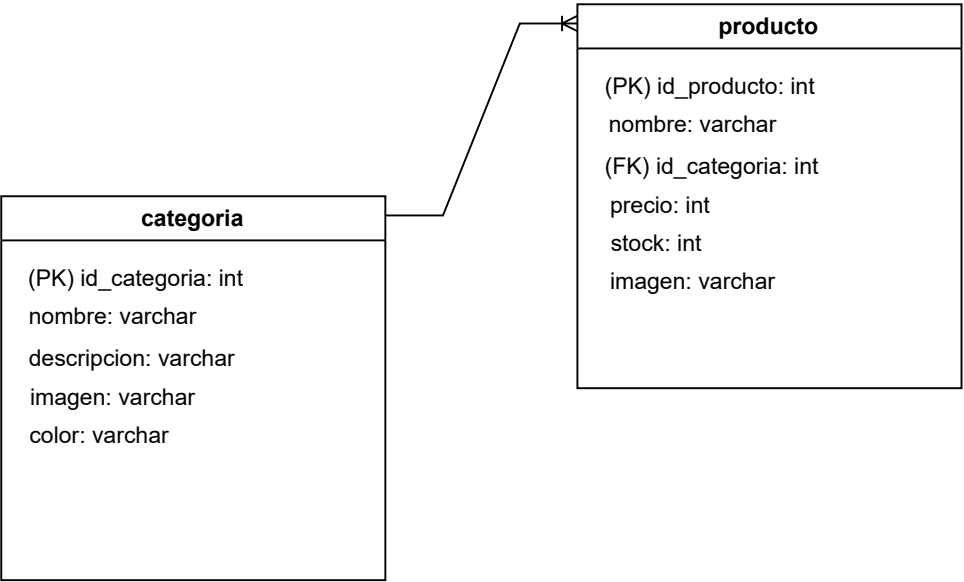 producto
(PK) id_producto: int
nombre: varchar
(FK) id_categoria: int
precio: int
stock: int
imagen: varchar
categoria
(PK) id_categoria: int
nombre: varchar
descripcion: varchar
imagen: varchar
color: varchar